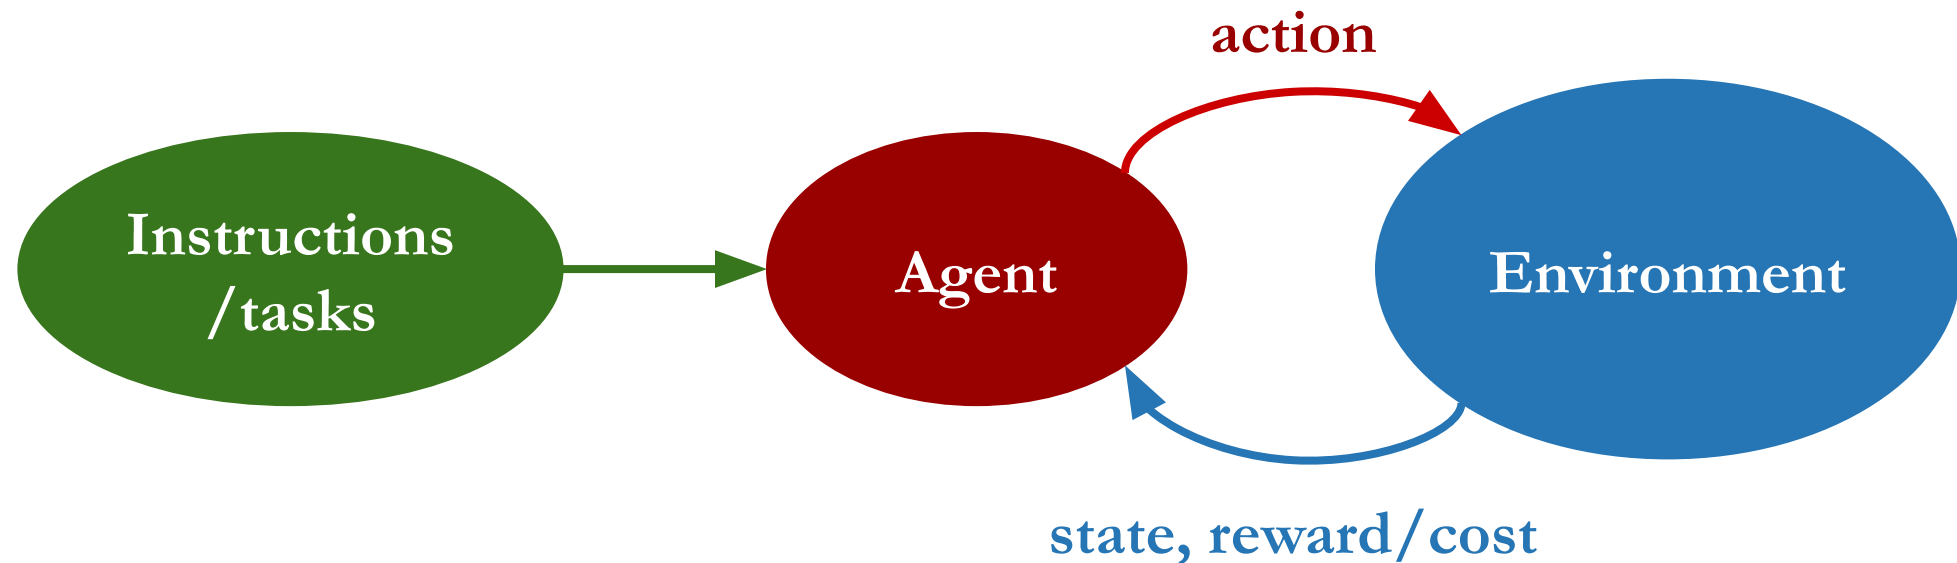 action
Instructions
/tasks
Agent
Environment
state, reward/cost